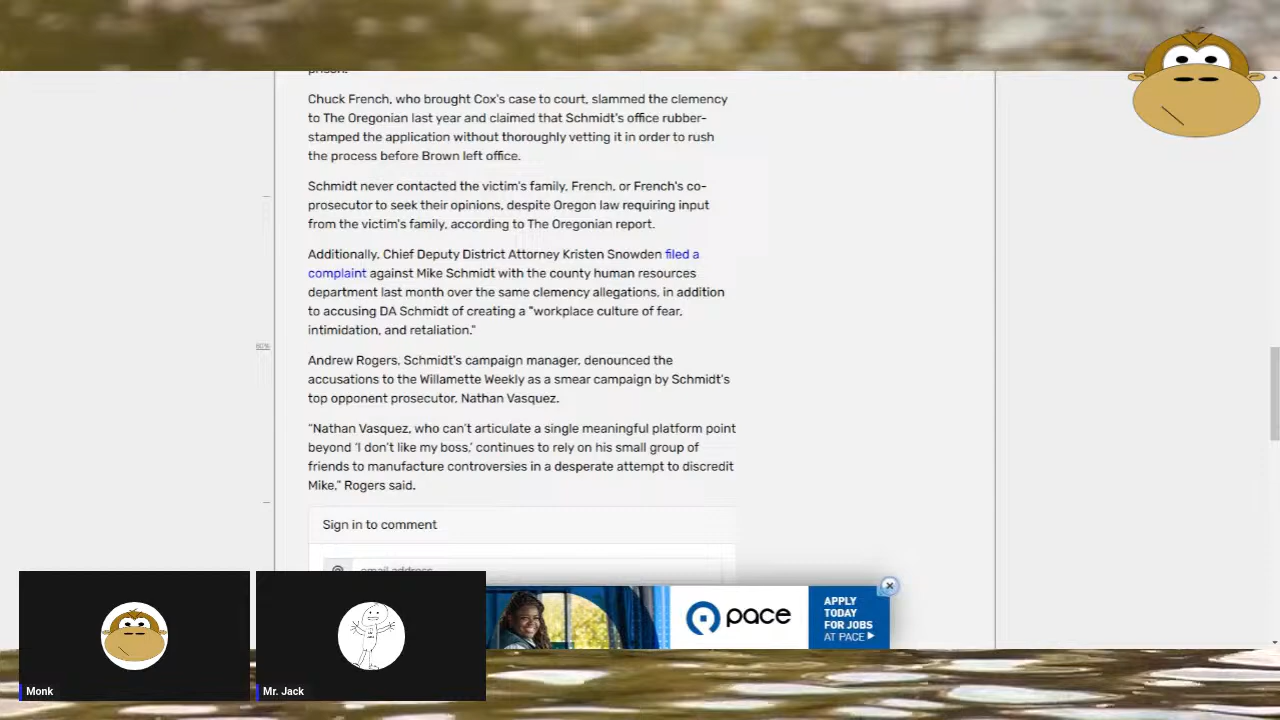 prison.
Chuck French, who brought Cox's case to court, slammed the clemency
to The Oregonian last year and claimed that Schmidt's office rubber-
stamped the application without thoroughly vetting it in order to rush
the process before Brown left office.
Schmidt never contacted the victim's family, French, or French's co-
prosecutor to seek their opinions, despite Oregon law requiring input
from the victim's family, according to The Oregonian report.
Additionally, Chief Deputy District Attorney Kristen Snowden filed a
complaint against Mike Schmidt with the county human resources
department last month over the same clemency allegations, in addition
to accusing DA Schmidt of creating a "workplace culture of fear,
intimidation, and retaliation."
Andrew Rogers, Schmidt's campaign manager, denounced the
accusations to the Willamette Weekly as a smear campaign by Schmidt's
top opponent prosecutor, Nathan Vasquez.
"Nathan Vasquez, who can't articulate a single meaningful platform point
beyond 'I don't like my boss,' continues to rely on his small group of
friends to manufacture controversies in a desperate attempt to discredit
Mike," Rogers said.
Sign in to comment
@ email address
pace
APPLY
TODAY
FOR JOBS
AT PACE
Monk
Mr. Jack